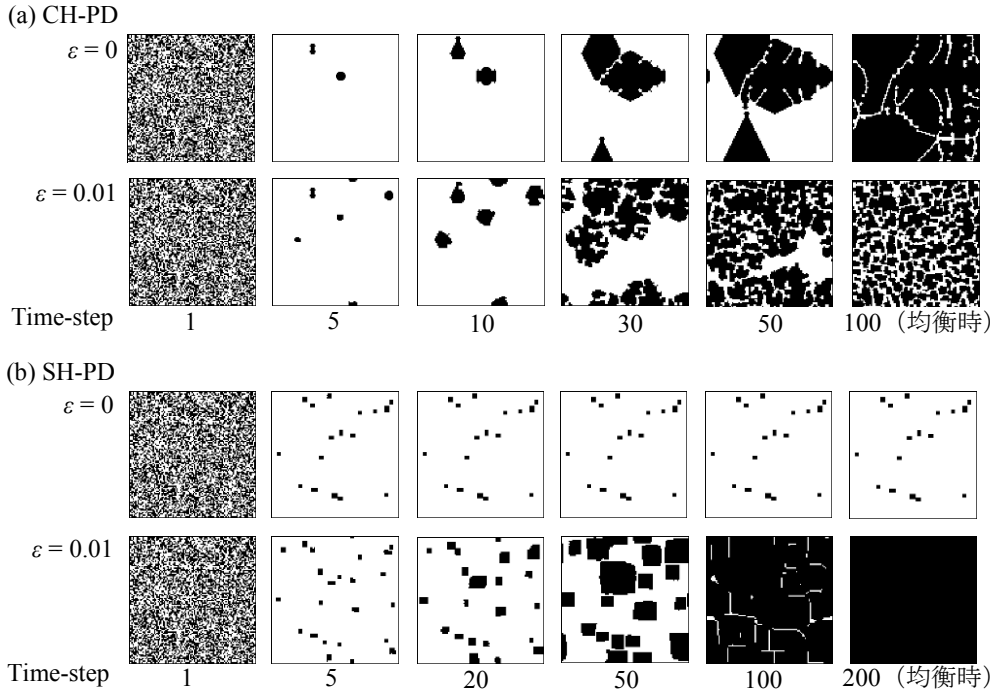 (a) CH-PD
ε = 0
ε = 0.01
Time-step 1 5 10 30 50 100 (均衡時)
(b) SH-PD
ε = 0
ε = 0.01
Time-step 1 5 20 50 100 200 (均衡時)